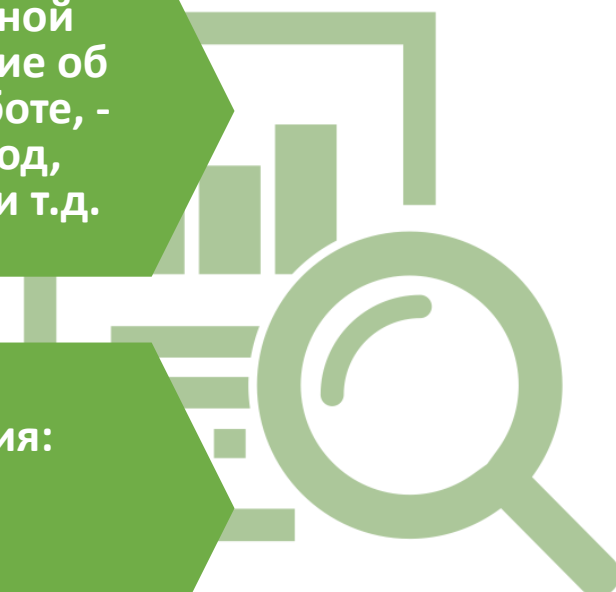 ной
ие об
боте, -
од,
и т.д.
ия: